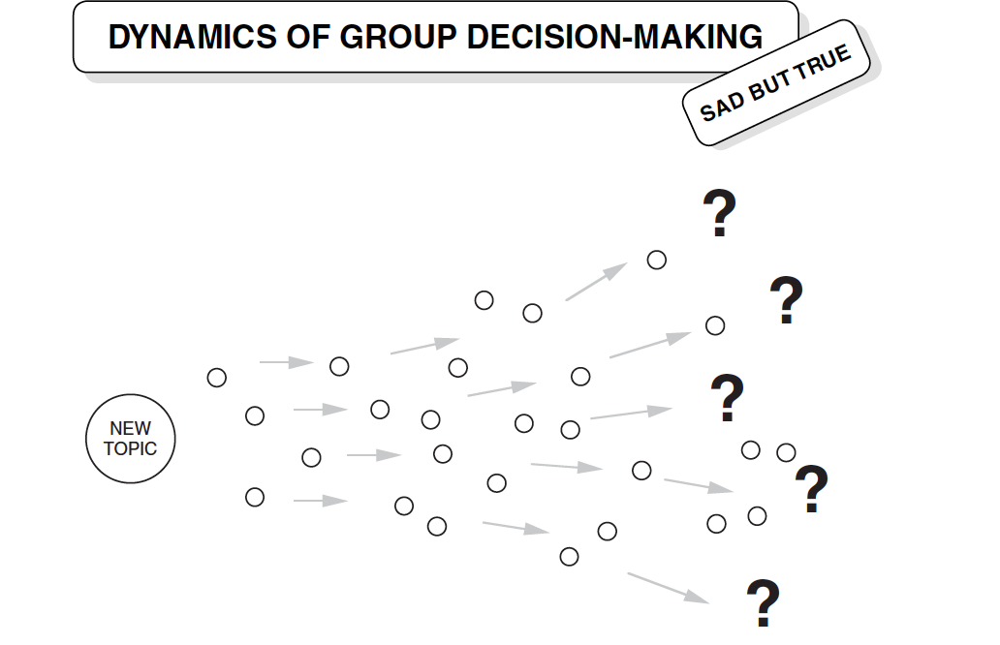 DYNAMICS OF GROUP DECISION-MAKING
SAD BUT TRUE
?
?
?
NEW
TOPIC
?
?